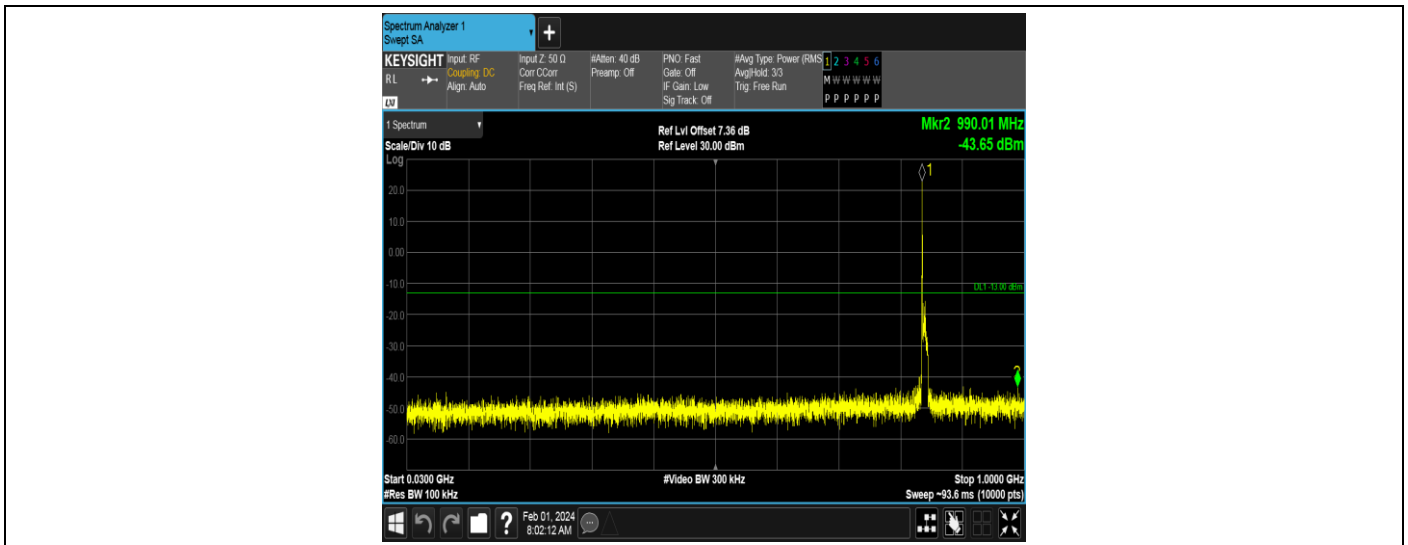 Spectrum Analyzer 1
Swept SA
+
KEYSIGHT
RL
LXI
Input: RF
Coupling: DC
Align: Auto
Input Z: 50 Ω
Corr CCorr
Freq Ref: Int (S)
#Atten: 40 dB
Preamp: Off
PNO: Fast
Gate: Off
IF Gain: Low
Sig Track: Off
#Avg Type: Power (RMS
Avg|Hold: 3/3
Trig: Free Run
1 2 3 4 5 6
M W W W W W
P P P P P P
1 Spectrum
Scale/Div 10 dB
Ref Lvl Offset 7.36 dB
Ref Level 30.00 dBm
Mkr2 990.01 MHz
-43.65 dBm
Log
1
20.0
10.0
0.00
-10.0
DL1 -13.00 dBm
-20.0
-30.0
-40.0
2
-50.0
-60.0
Start 0.0300 GHz
#Video BW 300 kHz
Stop 1.0000 GHz
#Res BW 100 kHz
Sweep ~93.6 ms (10000 pts)
?
Feb 01, 2024
8:02:12 AM